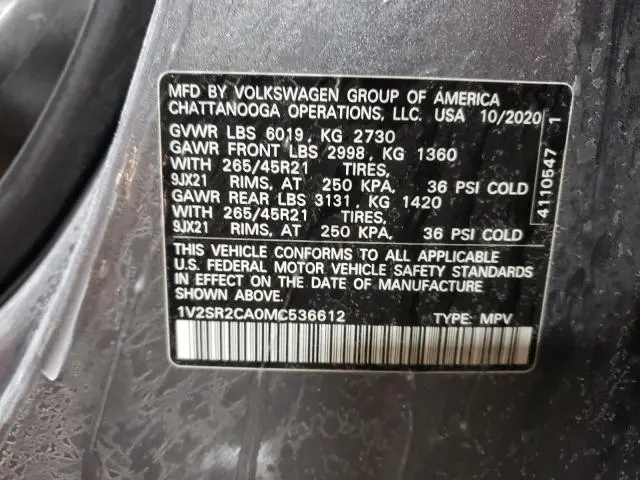 MFD BY VOLKSWAGEN GROUP OF AMERICA
CHATTANOOGA OPERATIONS, LLC. USA 10/2020
GVWR LBS 6019, KG 2730
GAWR FRONT LBS 2998, KG 1360
WITH 265/45R21 TIRES,
9JX21 RIMS, AT 250 KPA, 36 PSI COLD
GAWR REAR LBS 3131, KG 1420
WITH 265/45R21 TIRES,
9JX21 RIMS, AT 250 KPA, 36 PSI COLD
THIS VEHICLE CONFORMS TO ALL APPLICABLE
U.S. FEDERAL MOTOR VEHICLE SAFETY STANDARDS
IN EFFECT ON THE DATE OF MANUFACTURE
SHOWN ABOVE.
1V2SR2CA0MC536612 TYPE: MPV
4110547 1